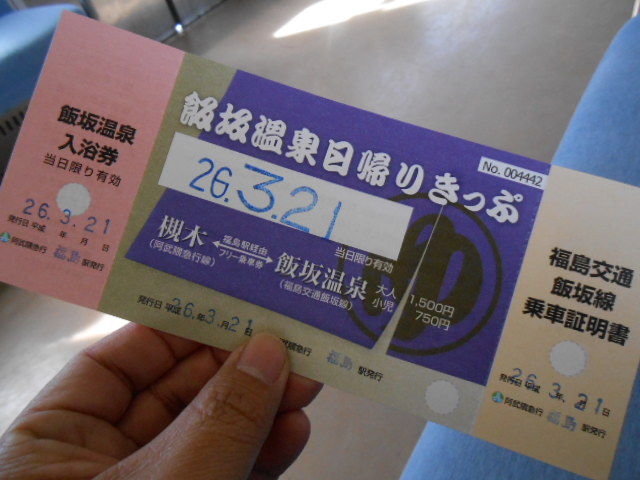 飯坂温泉
入浴券
当日限り有効
26.3.21
発行日 平成 年 月 日
阿武隈急行 福島 駅発行
飯坂温泉日帰りきっぷ
No. 004442
26.3.21
当日限り有効
槻木
(阿武隈急行線)
福島駅経由
フリー乗車券
飯坂温泉
(福島交通飯坂線)
大人 1,500円
小児 750円
発行日 平成 26.年 3.月 21日
阿武隈急行 福島 駅発行
福島交通
飯坂線
乗車証明書
発行日 平成 26年 3.月 21日
阿武隈急行 福島 駅発行